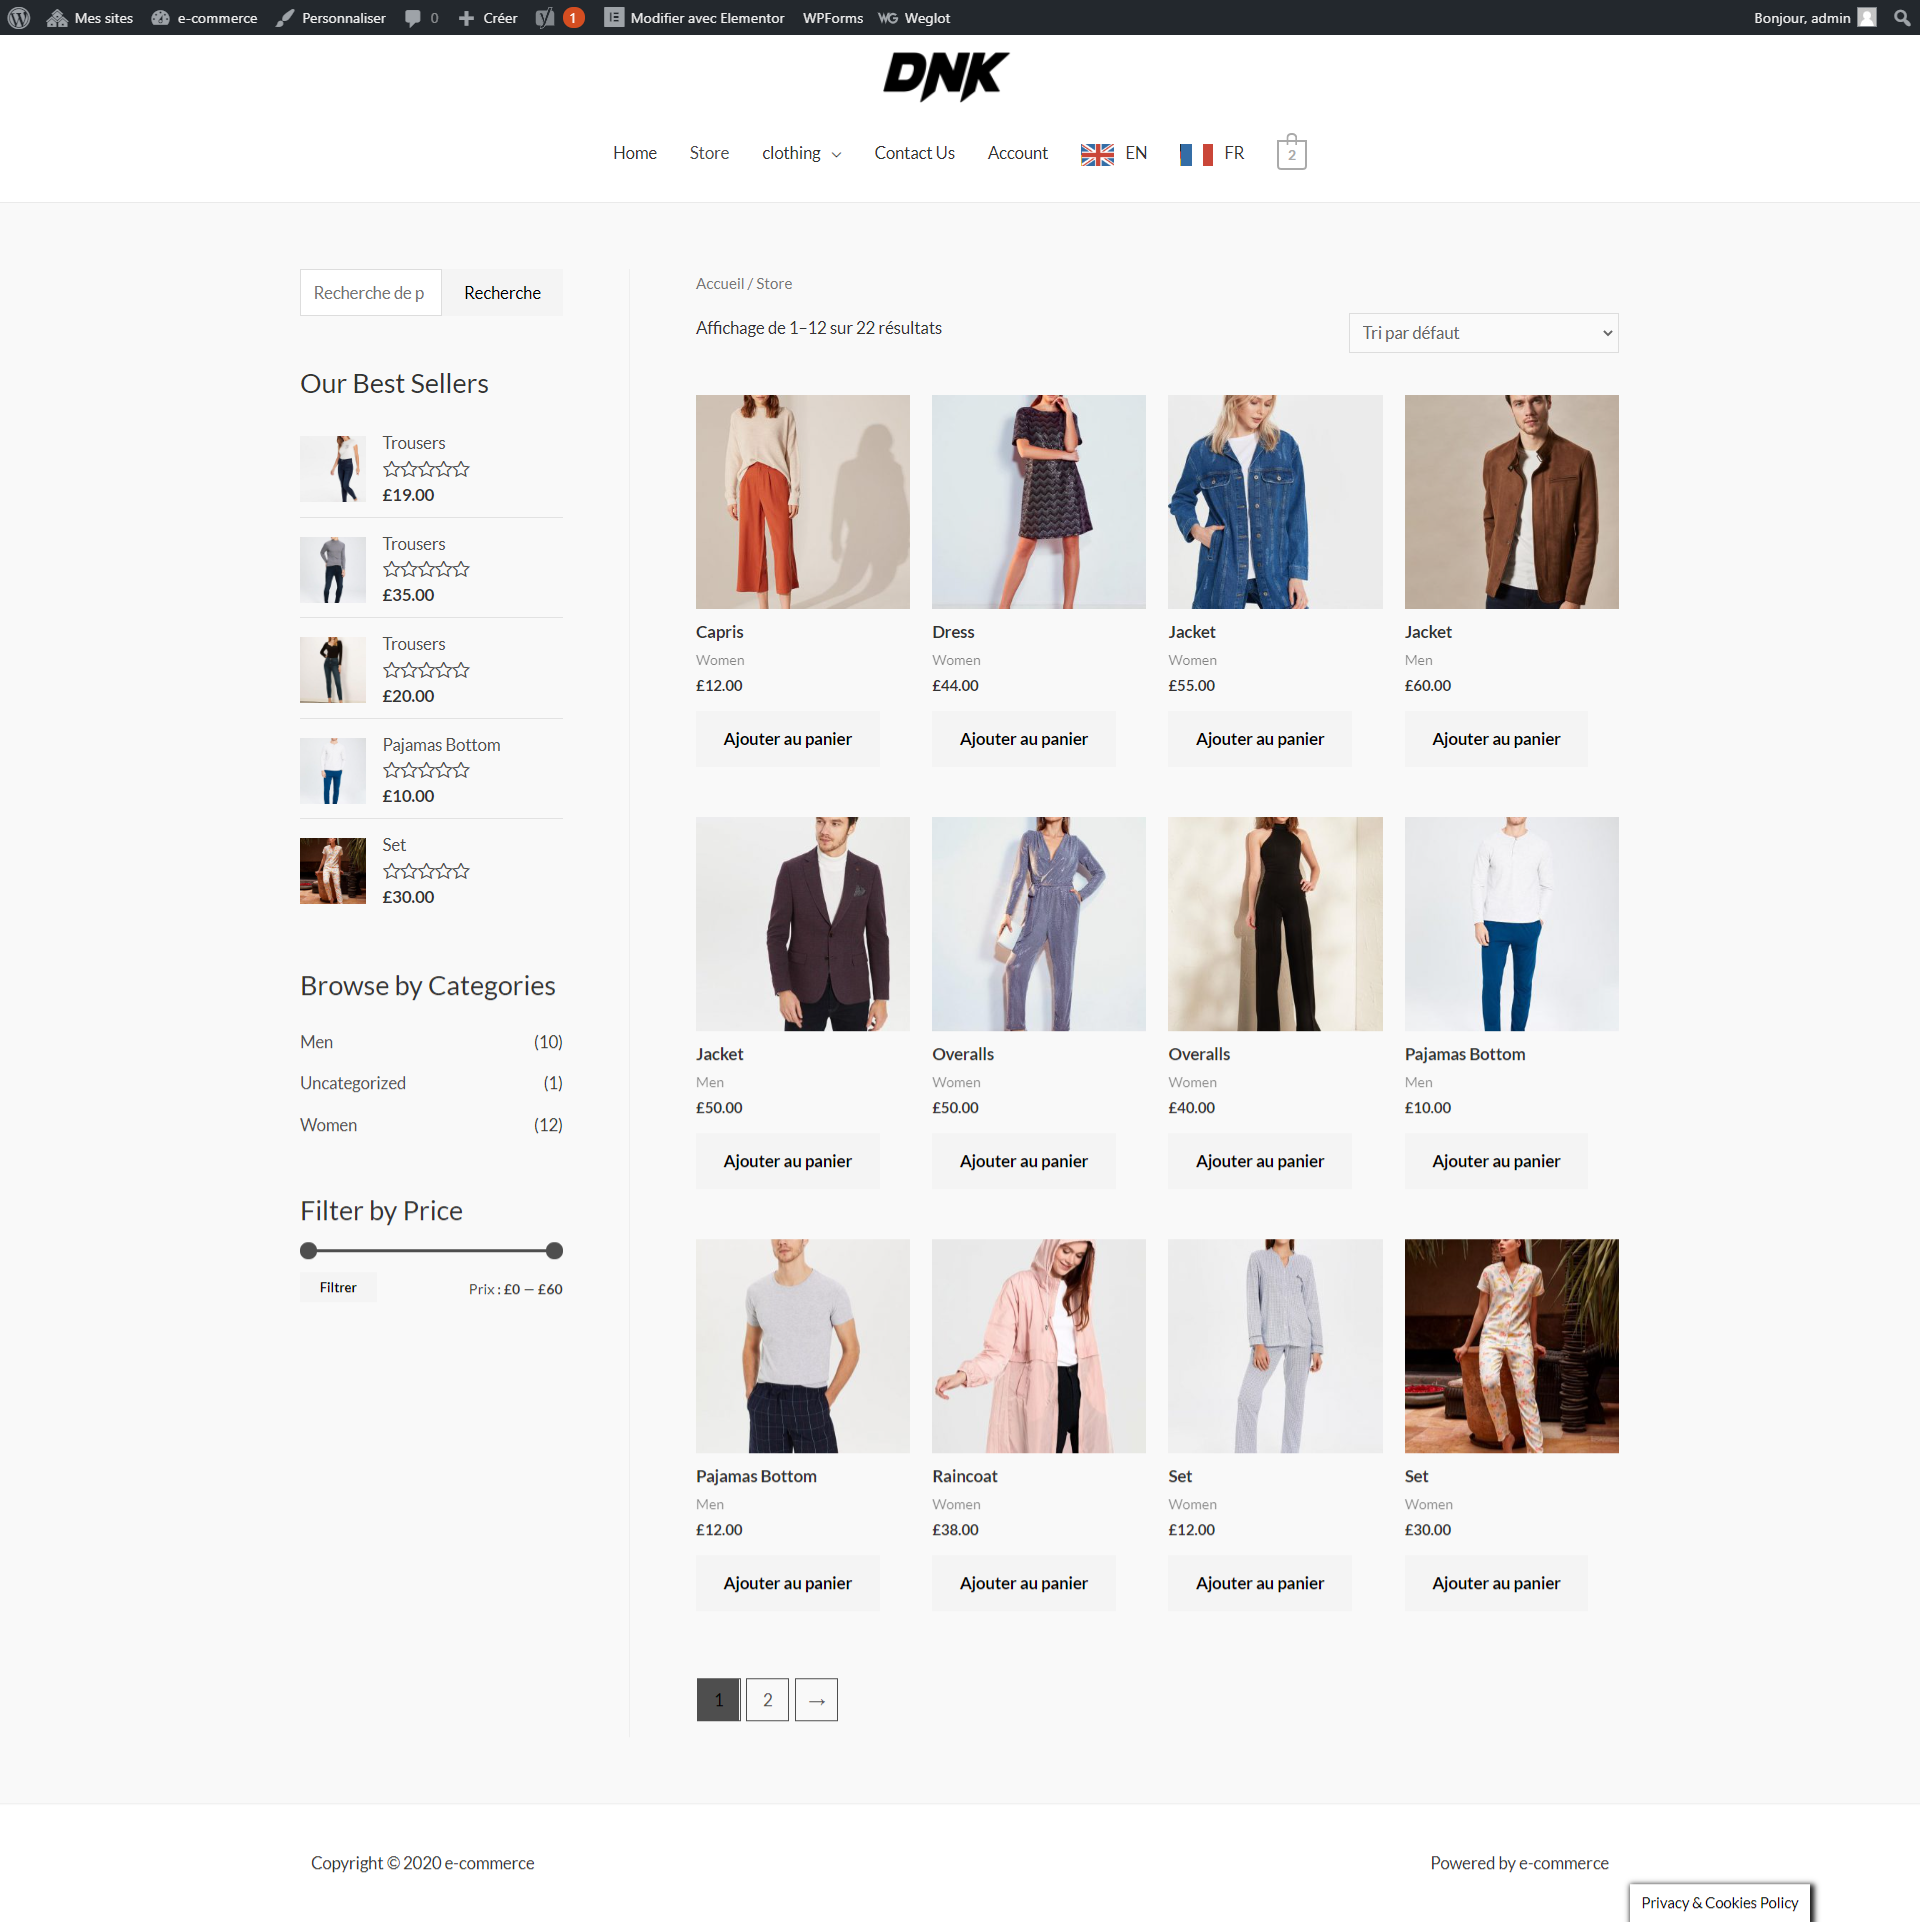 Mes sites e-commerce Personnaliser 0 Créer 1 Modifier avec Elementor WPForms WG Weglot Bonjour, admin
DNK
Home Store clothing Contact Us Account EN FR 2
Recherche de p Recherche
Our Best Sellers
Trousers
£19.00
Trousers
£35.00
Trousers
£20.00
Pajamas Bottom
£10.00
Set
£30.00
Browse by Categories
Men (10)
Uncategorized (1)
Women (12)
Filter by Price
Filtrer Prix : £0 — £60
Accueil / Store
Affichage de 1–12 sur 22 résultats
Tri par défaut
Capris Dress Jacket Jacket
Women Women Women Men
£12.00 £44.00 £55.00 £60.00
Ajouter au panier Ajouter au panier Ajouter au panier Ajouter au panier
Jacket Overalls Overalls Pajamas Bottom
Men Women Women Men
£50.00 £50.00 £40.00 £10.00
Ajouter au panier Ajouter au panier Ajouter au panier Ajouter au panier
Pajamas Bottom Raincoat Set Set
Men Women Women Women
£12.00 £38.00 £12.00 £30.00
Ajouter au panier Ajouter au panier Ajouter au panier Ajouter au panier
1 2 →
Copyright © 2020 e-commerce Powered by e-commerce
Privacy & Cookies Policy